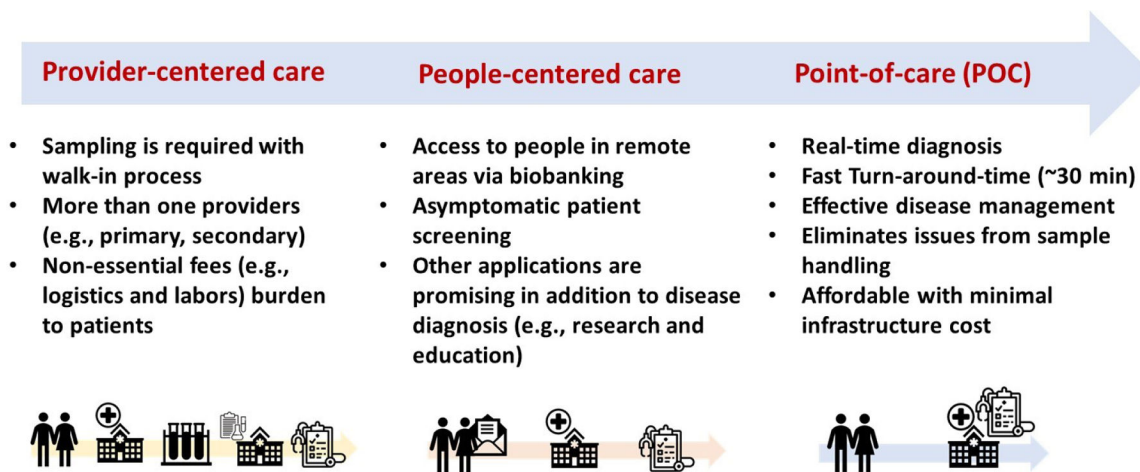 Provider-centered care
People-centered care
Point-of-care (POC)
• Sampling is required with
walk-in process
• More than one providers
(e.g., primary, secondary)
• Non-essential fees (e.g.,
logistics and labors) burden
to patients
• Access to people in remote
areas via biobanking
• Asymptomatic patient
screening
• Other applications are
promising in addition to disease
diagnosis (e.g., research and
education)
• Real-time diagnosis
• Fast Turn-around-time (~30 min)
• Effective disease management
• Eliminates issues from sample
handling
• Affordable with minimal
infrastructure cost